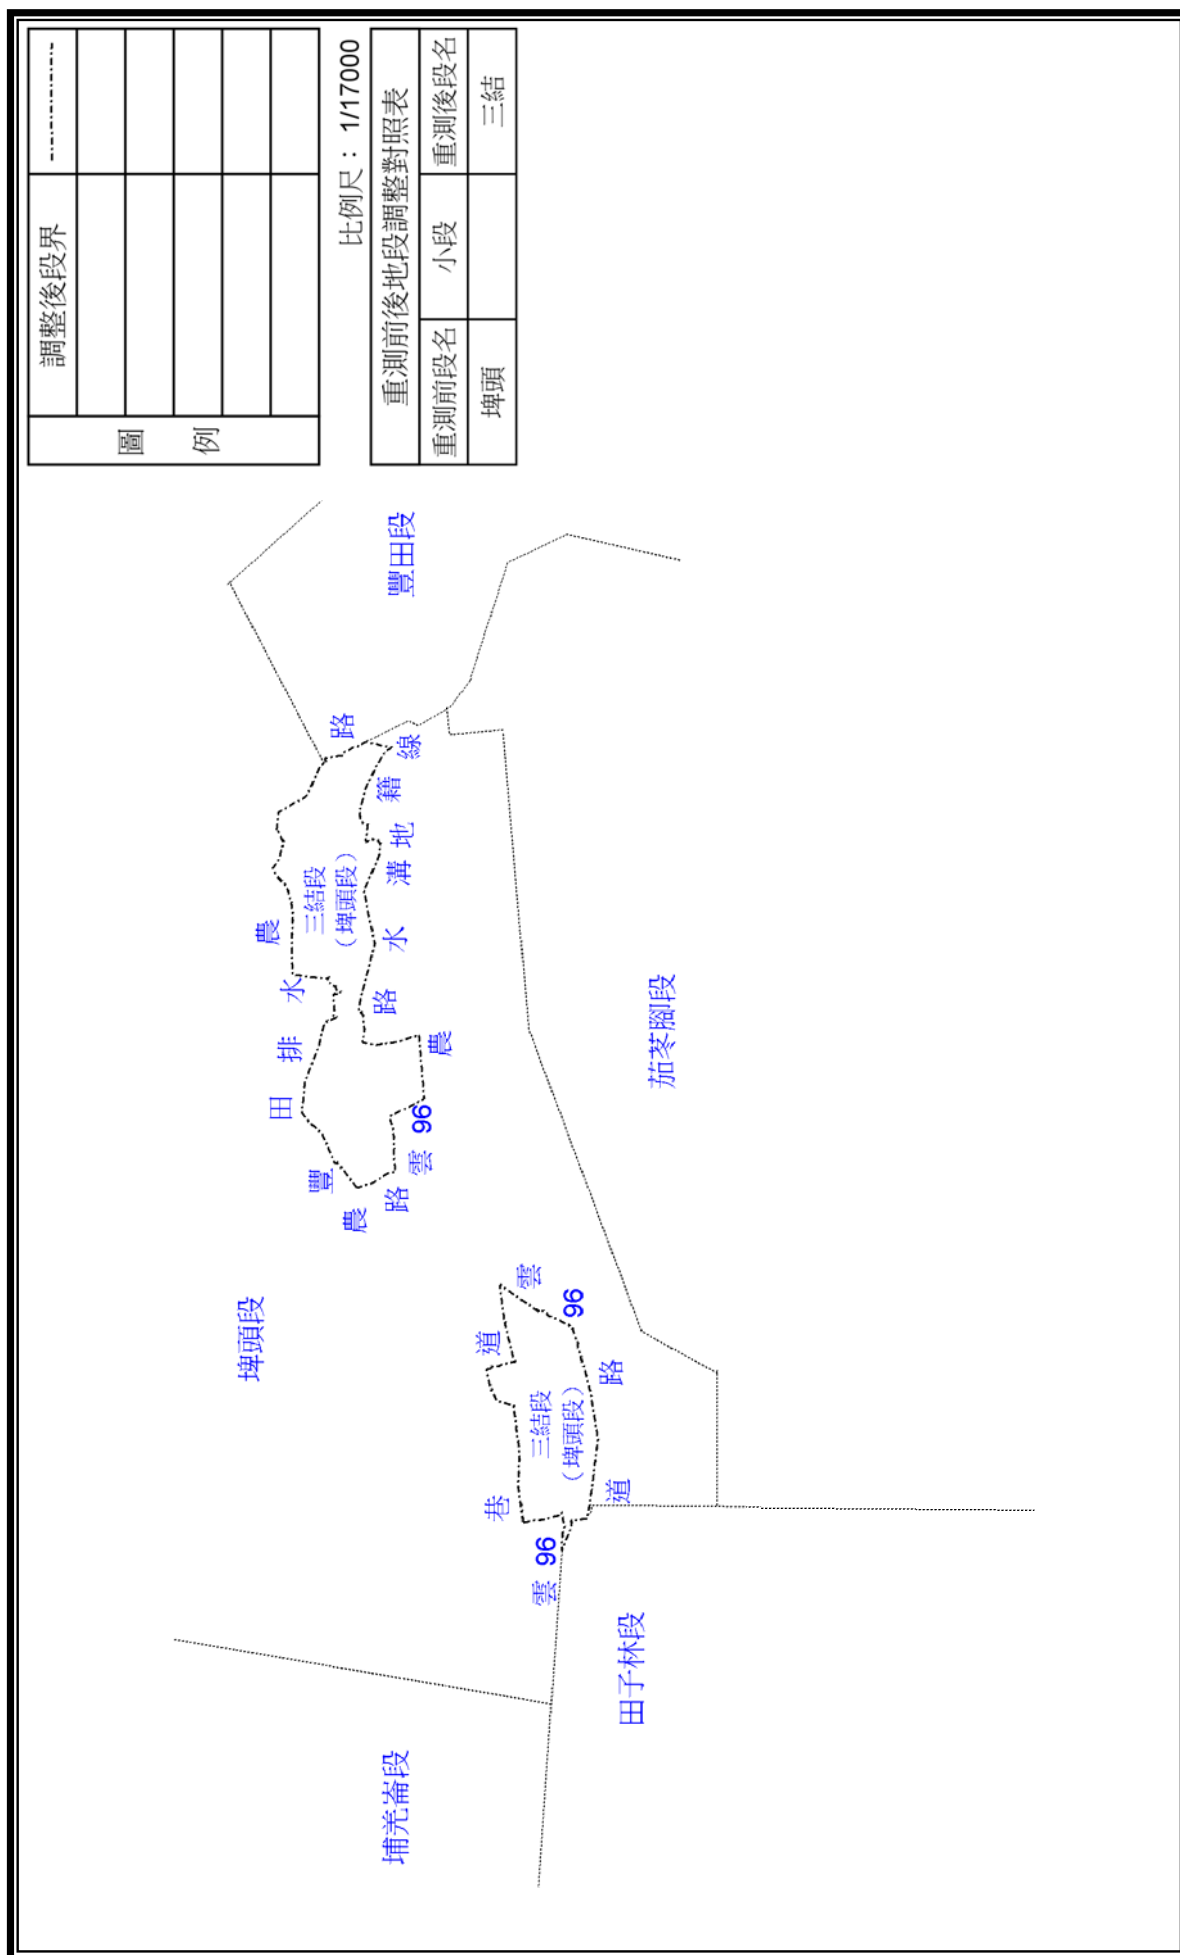 圖例
調整後段界
比例尺：1/17000
重測前後地段調整對照表
重測前段名 小段 重測後段名
埤頭 三結
埔羌崙段
埤頭段
豐田段
田子林段
茄苳腳段
三結段
（埤頭段）
三結段
（埤頭段）
豐田排水
農
路
農路
雲 96
農
路
水溝
地籍線
雲 96
巷
道
雲
96
路
道